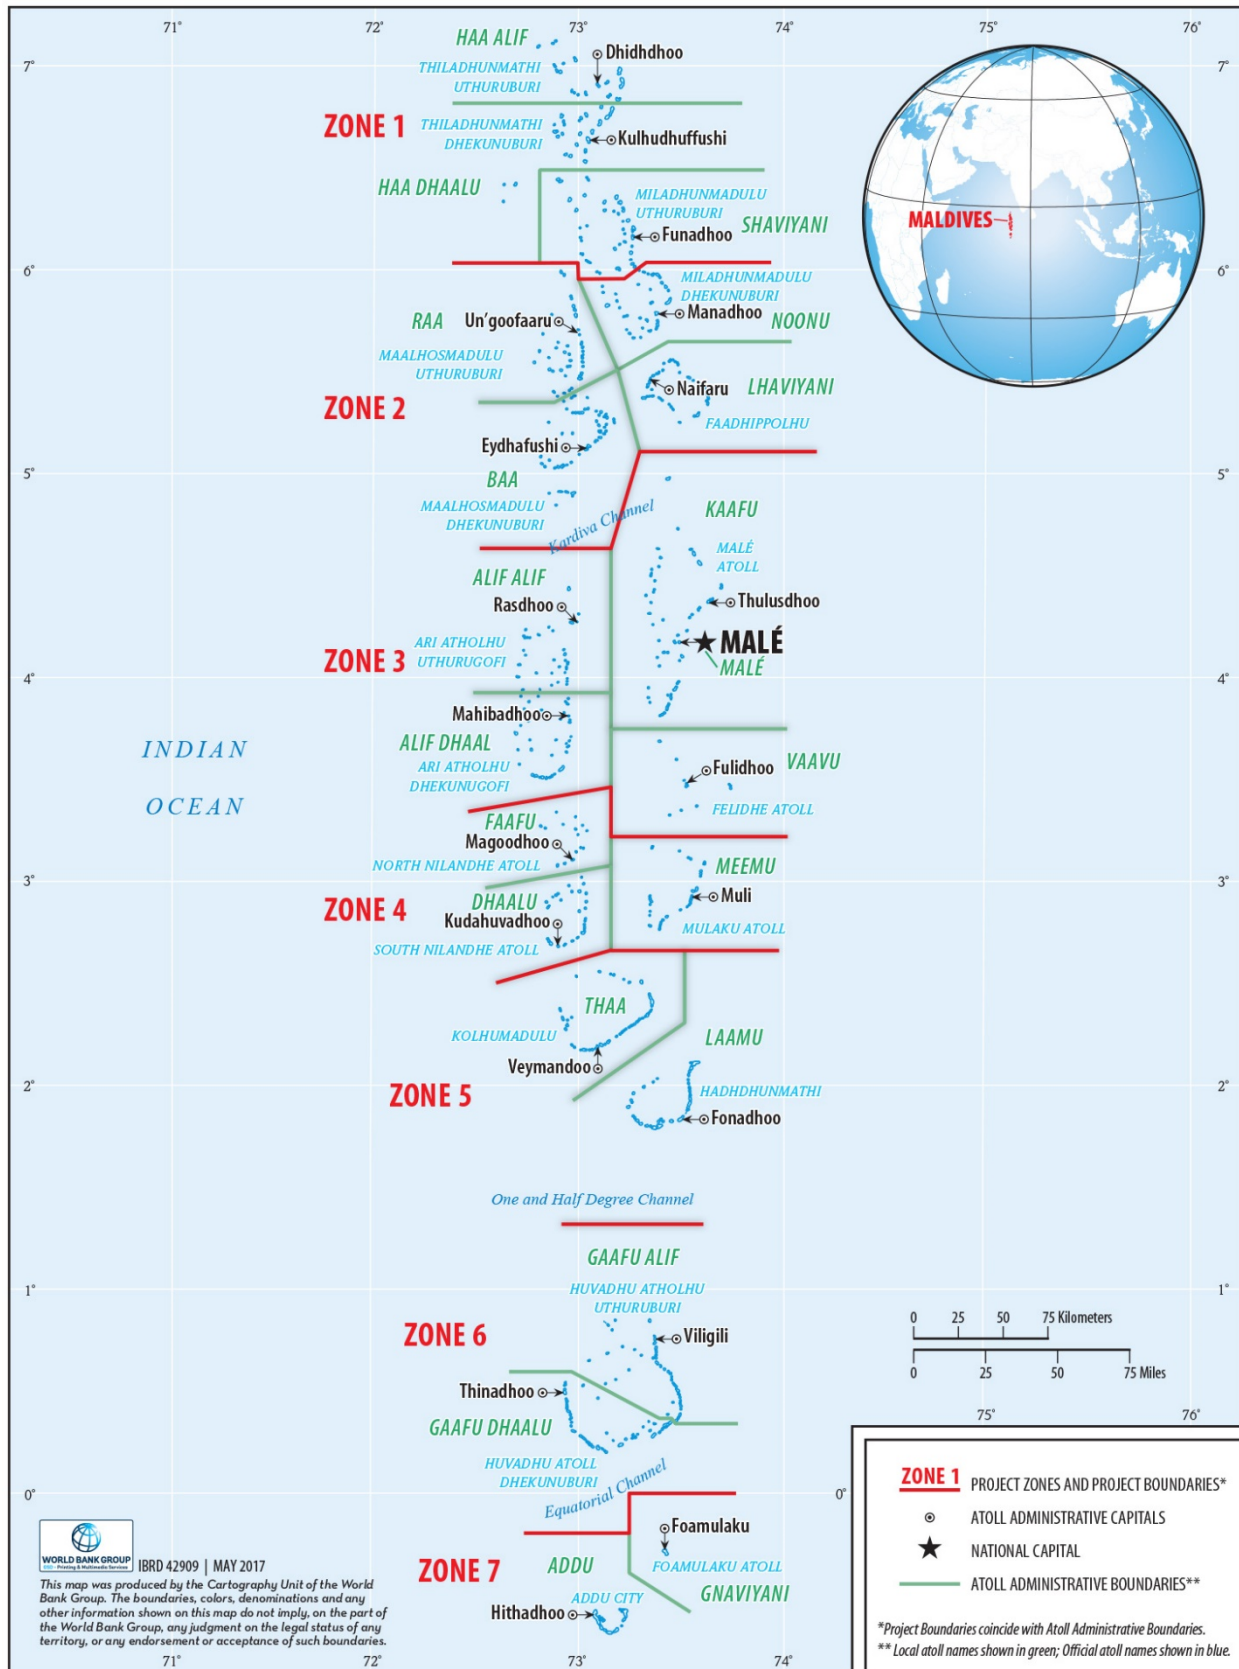 71°
72°
73°
74°
75°
76°
7°
7°
HAA ALIF
Dhidhdhoo
THILADHUNMATHI
UTHURUBURI
ZONE 1
THILADHUNMATHI
DHEKUNUBURI
Kulhudhuffushi
HAA DHAALU
MILADHUNMADULU
UTHURUBURI
SHAVIYANI
Funadhoo
MALDIVES
6°
6°
MILADHUNMADULU
DHEKUNUBURI
Manadhoo
NOONU
RAA
Un'goofaaru
MAALHOSMADULU
UTHURUBURI
Naifaru
LHAVIYANI
FAADHIPPOLHU
ZONE 2
Eydhafushi
5°
5°
BAA
MAALHOSMADULU
DHEKUNUBURI
Kardiva Channel
KAAFU
MALÉ
ATOLL
ALIF ALIF
Rasdhoo
Thulusdhoo
ARI ATHOLHU
UTHURUGOFI
ZONE 3
MALÉ
MALÉ
4°
4°
Mahibadhoo
ALIF DHAAL
ARI ATHOLHU
DHEKUNUGOFI
INDIAN
OCEAN
VAAVU
Fulidhoo
FELIDHE ATOLL
FAAFU
Magoodhoo
NORTH NILANDHE ATOLL
MEEMU
Muli
MULAKU ATOLL
3°
3°
ZONE 4
DHAALU
Kudahuvadhoo
SOUTH NILANDHE ATOLL
THAA
KOLHUMADULU
Veymandoo
LAAMU
HADHDHUNMATHI
Fonadhoo
2°
2°
ZONE 5
One and Half Degree Channel
GAAFU ALIF
HUVADHU ATHOLHU
UTHURUBURI
1°
1°
ZONE 6
Viligili
Thinadhoo
GAAFU DHAALU
HUVADHU ATOLL
DHEKUNUBURI
Equatorial Channel
0 25 50 75 Kilometers
0 25 50 75 Miles
75°
76°
0°
0°
Foamulaku
FOAMULAKU ATOLL
ZONE 7
ADDU
GNAVIYANI
ADDU CITY
Hithadhoo
ZONE 1 PROJECT ZONES AND PROJECT BOUNDARIES*
ATOLL ADMINISTRATIVE CAPITALS
NATIONAL CAPITAL
ATOLL ADMINISTRATIVE BOUNDARIES**
*Project Boundaries coincide with Atoll Administrative Boundaries.
** Local atoll names shown in green; Official atoll names shown in blue.
WORLD BANK GROUP
GSD - Printing & Multimedia Services
IBRD 42909 | MAY 2017
This map was produced by the Cartography Unit of the World
Bank Group. The boundaries, colors, denominations and any
other information shown on this map do not imply, on the part of
the World Bank Group, any judgment on the legal status of any
territory, or any endorsement or acceptance of such boundaries.
71°
72°
73°
74°